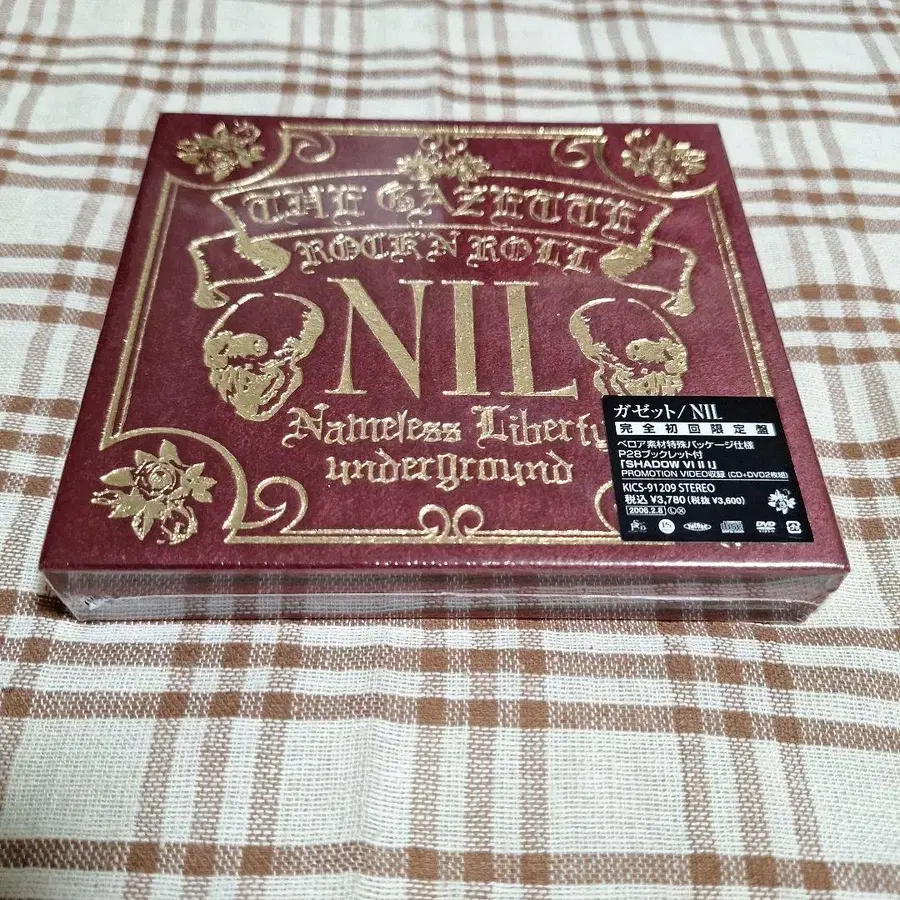 THE GAZETTE
ROCK'N ROLL
NIL
Nameless Liberty
underground
ガゼット/NIL
完全初回限定盤
ベロア素材特殊パッケージ仕様
P28ブックレット付
「SHADOW VI II I」
PROMOTION VIDEO収録 (CD+DVD2枚組)
KICS-91209 STEREO
税込 ¥3,780 (税抜 ¥3,600)
2006.2.8 Ⓛ Ⓧ
PSC
DVD